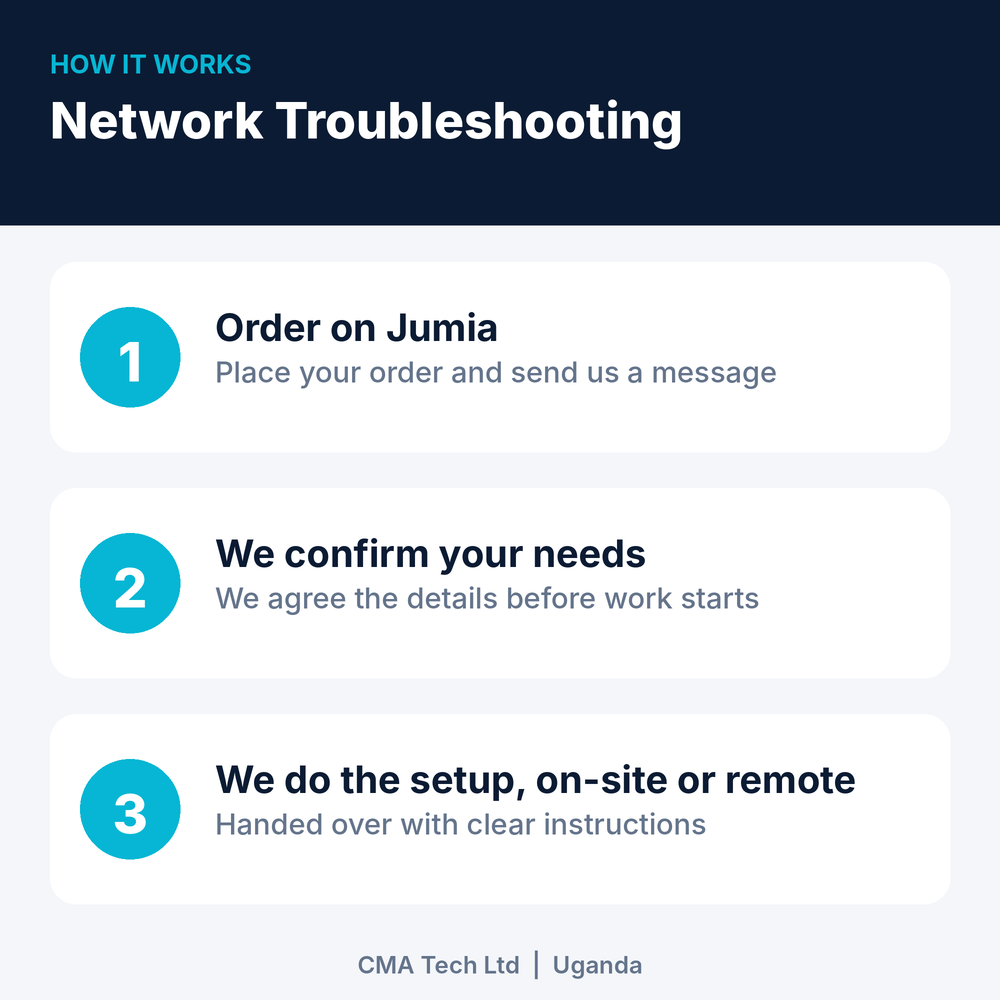 HOW IT WORKS
Network Troubleshooting
1
Order on Jumia
Place your order and send us a message
2
We confirm your needs
We agree the details before work starts
3
We do the setup, on-site or remote
Handed over with clear instructions
CMA Tech Ltd | Uganda